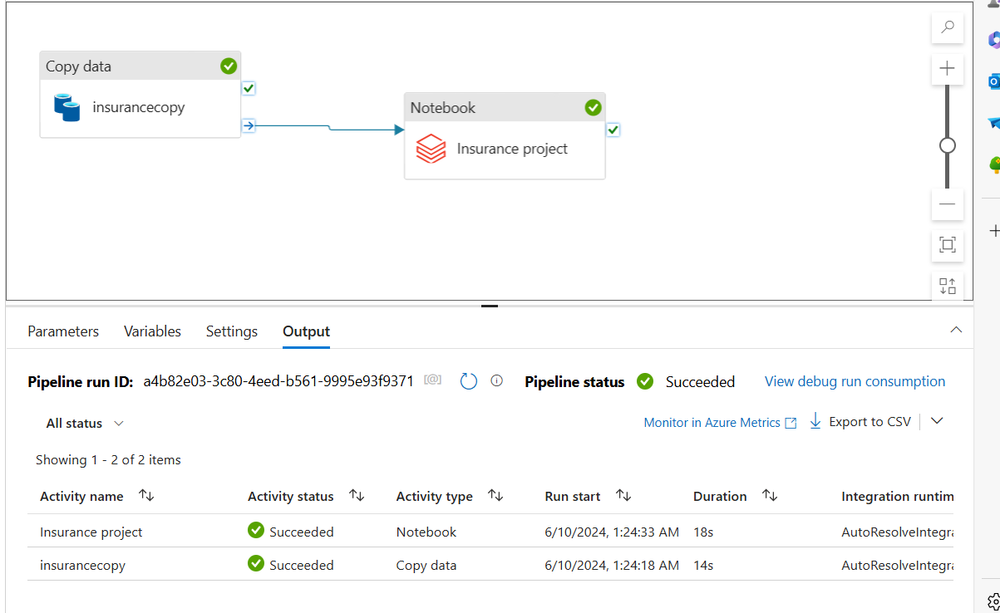 Copy data
insurancecopy
Notebook
Insurance project
Parameters Variables Settings Output
Pipeline run ID: a4b82e03-3c80-4eed-b561-9995e93f9371 [@] Pipeline status Succeeded View debug run consumption
All status Monitor in Azure Metrics Export to CSV
Showing 1 - 2 of 2 items
Activity name Activity status Activity type Run start Duration Integration runtim
Insurance project Succeeded Notebook 6/10/2024, 1:24:33 AM 18s AutoResolveIntegra
insurancecopy Succeeded Copy data 6/10/2024, 1:24:18 AM 14s AutoResolveIntegra